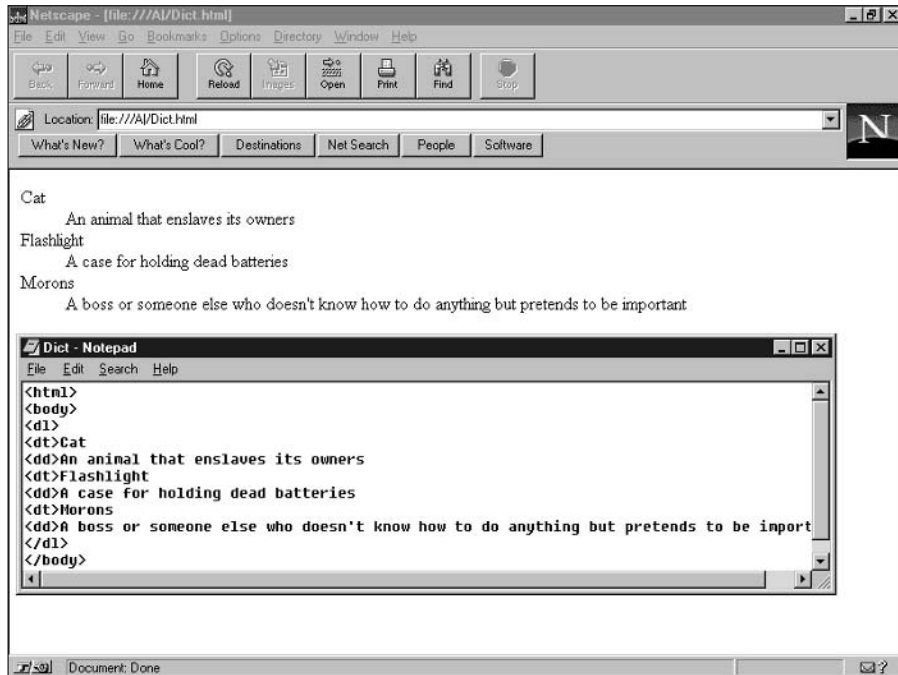 Netscape - [file:///A|/Dict.html]
File Edit View Go Bookmarks Options Directory Window Help
Back Forward Home Reload Images Open Print Find Stop
Location: file:///A|/Dict.html
N
What's New? What's Cool? Destinations Net Search People Software
Cat
An animal that enslaves its owners
Flashlight
A case for holding dead batteries
Morons
A boss or someone else who doesn't know how to do anything but pretends to be important
Dict - Notepad
File Edit Search Help
<html>
<body>
<dl>
<dt>Cat
<dd>An animal that enslaves its owners
<dt>Flashlight
<dd>A case for holding dead batteries
<dt>Morons
<dd>A boss or someone else who doesn't know how to do anything but pretends to be import
</dl>
</body>
Document: Done